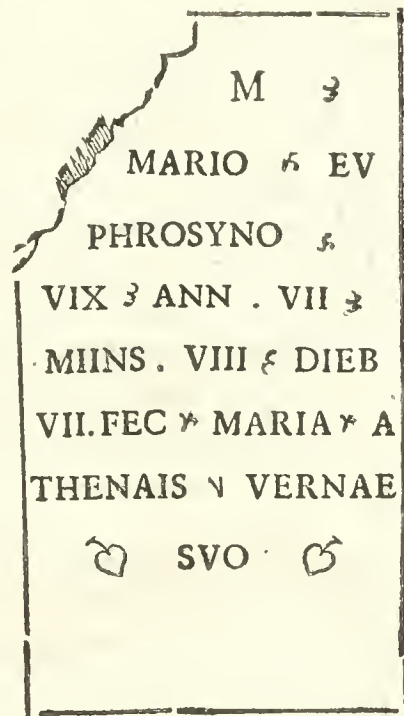 M
MARIO EV
PHROSYNO
VIX ANN . VII
MIINS . VIII DIEB
VII. FEC MARIA A
THENAIS VERNAE
SVO